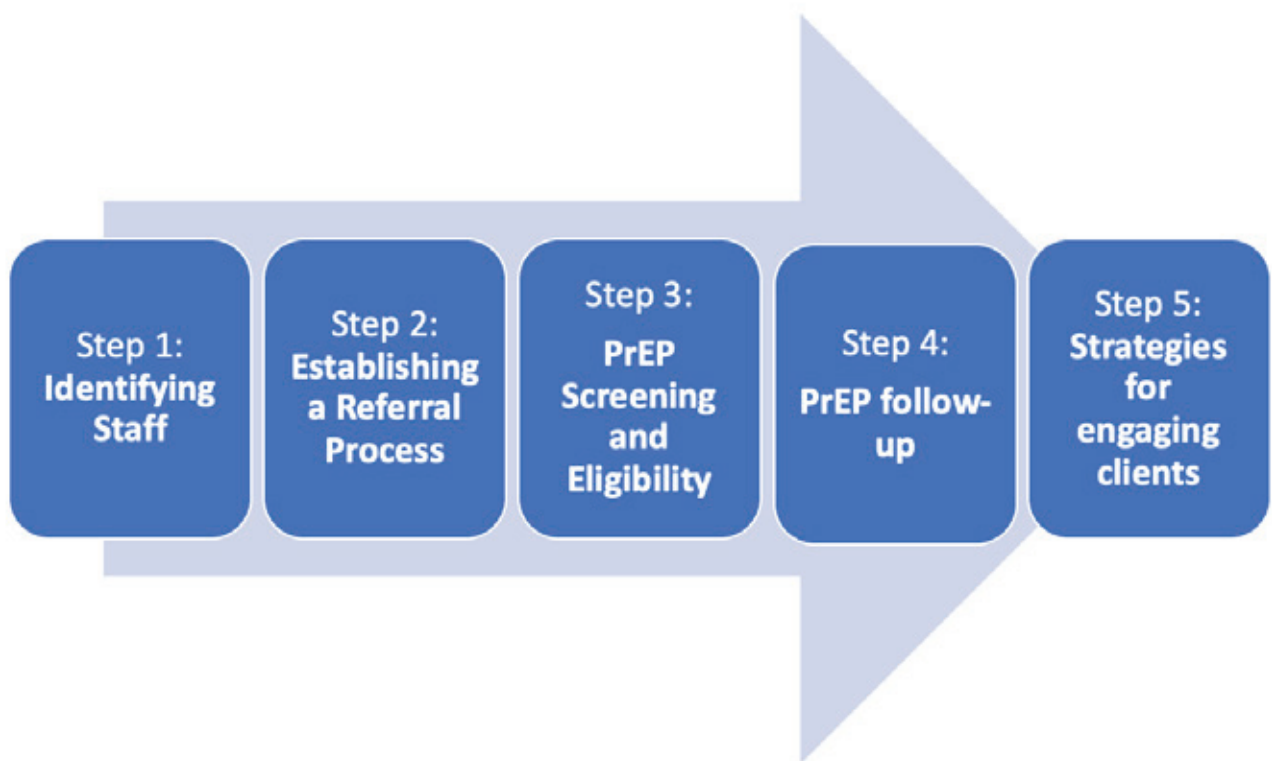 Step 1:
Identifying
Staff
Step 2:
Establishing
a Referral
Process
Step 3:
PrEP
Screening
and
Eligibility
Step 4:
PrEP follow-
up
Step 5:
Strategies
for
engaging
clients